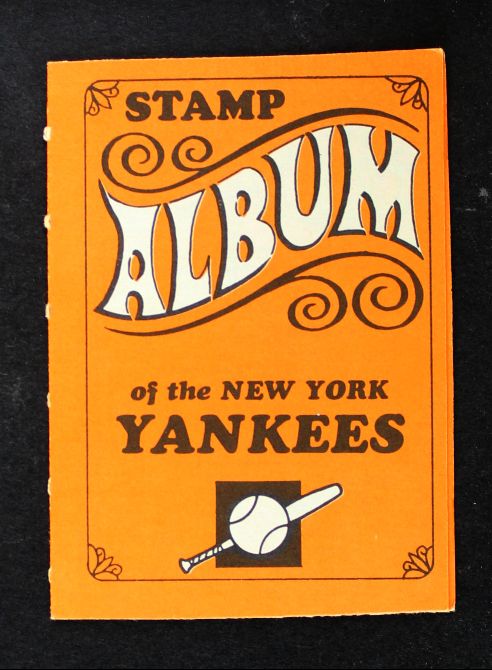 STAMP
ALBUM
of the NEW YORK
YANKEES